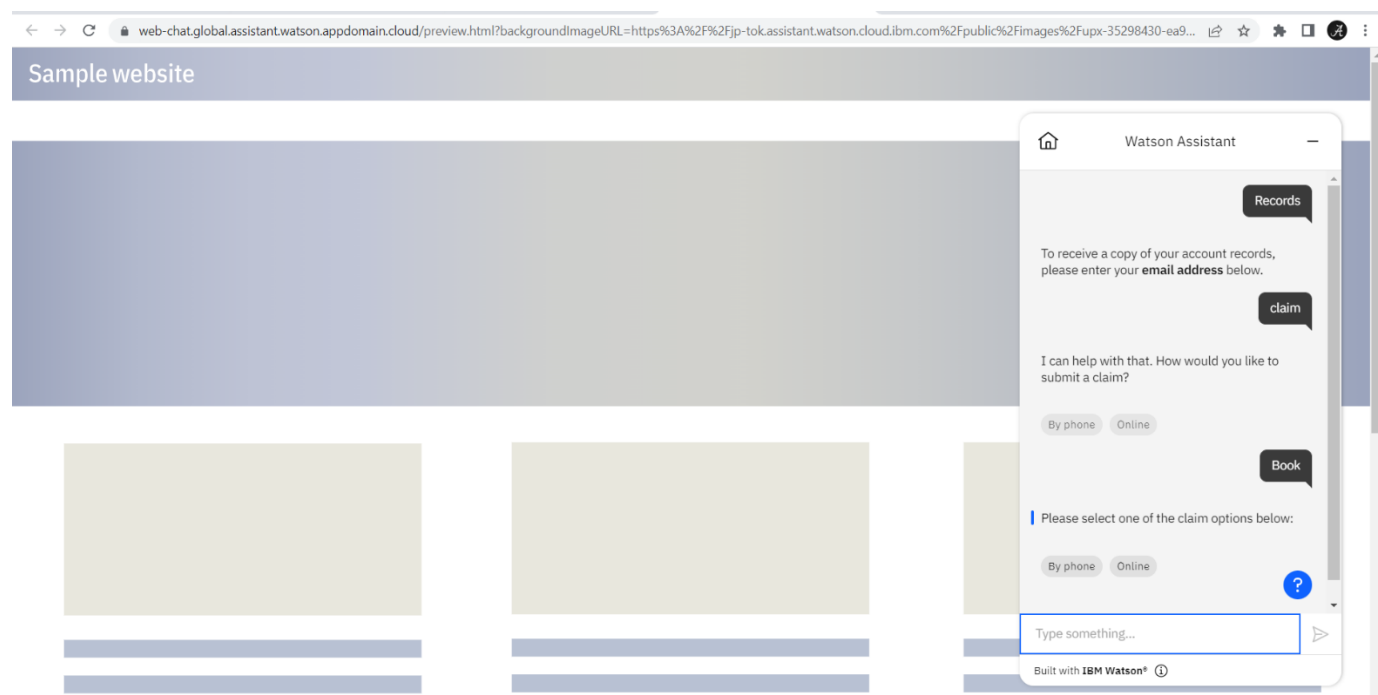 web-chat.global.assistant.watson.appdomain.cloud/preview.html?backgroundImageURL=https%3A%2F%2Fjp-tok.assistant.watson.cloud.ibm.com%2Fpublic%2Fimages%2Fupx-35298430-ea9...
Sample website
Watson Assistant
Records
To receive a copy of your account records,
please enter your email address below.
claim
I can help with that. How would you like to
submit a claim?
By phone Online
Book
Please select one of the claim options below:
By phone Online
?
Type something...
Built with IBM Watson®